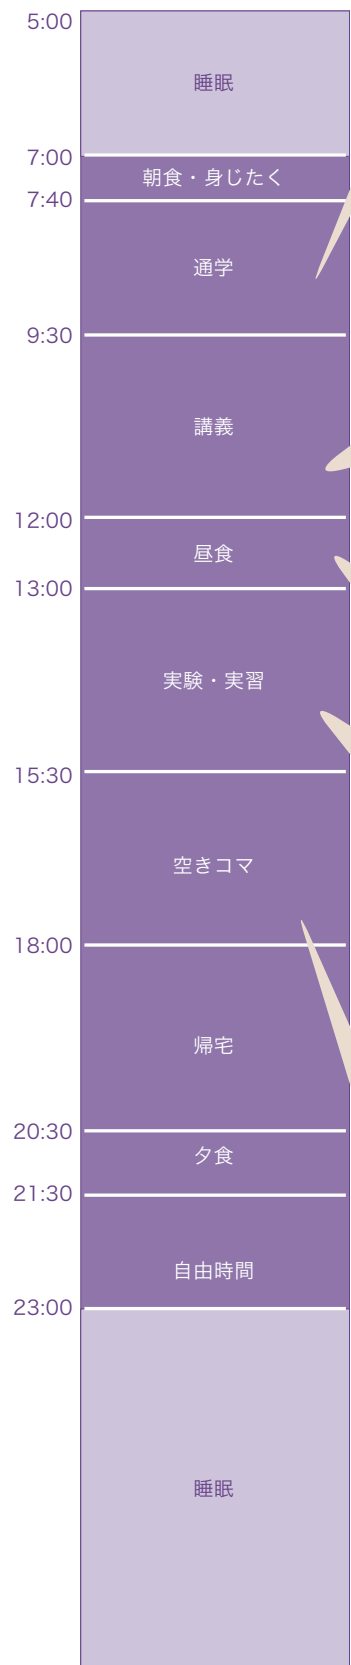 5:00
睡眠
7:00
朝食・身じたく
7:40
通学
9:30
講義
12:00
昼食
13:00
実験・実習
15:30
空きコマ
18:00
帰宅
20:30
夕食
21:30
自由時間
23:00
睡眠